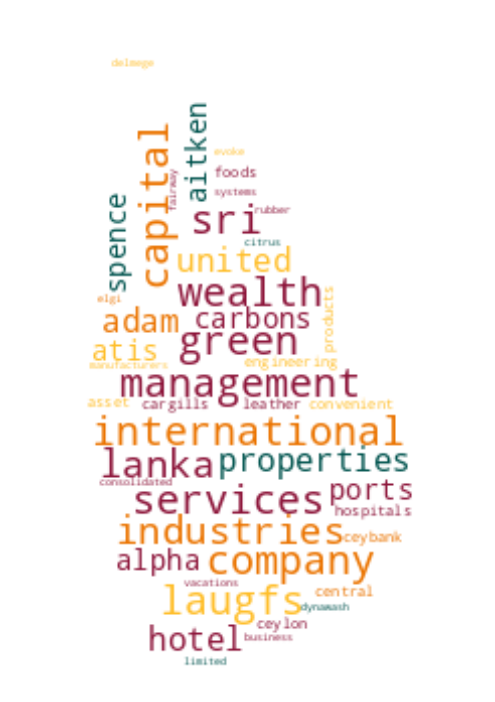 delmege
capital
aitken
evoke
fairway
foods
systems
spence
sri
rubber
citrus
united
wealth
elgi
adam
carbons
products
atis
green
manufacturers
engineering
management
asset
cargills
leather
convenient
international
lanka
properties
consolidated
services
ports
hospitals
industries
ceybank
alpha
company
vacations
laugfs
central
dynawash
ceylon
hotel
business
limited